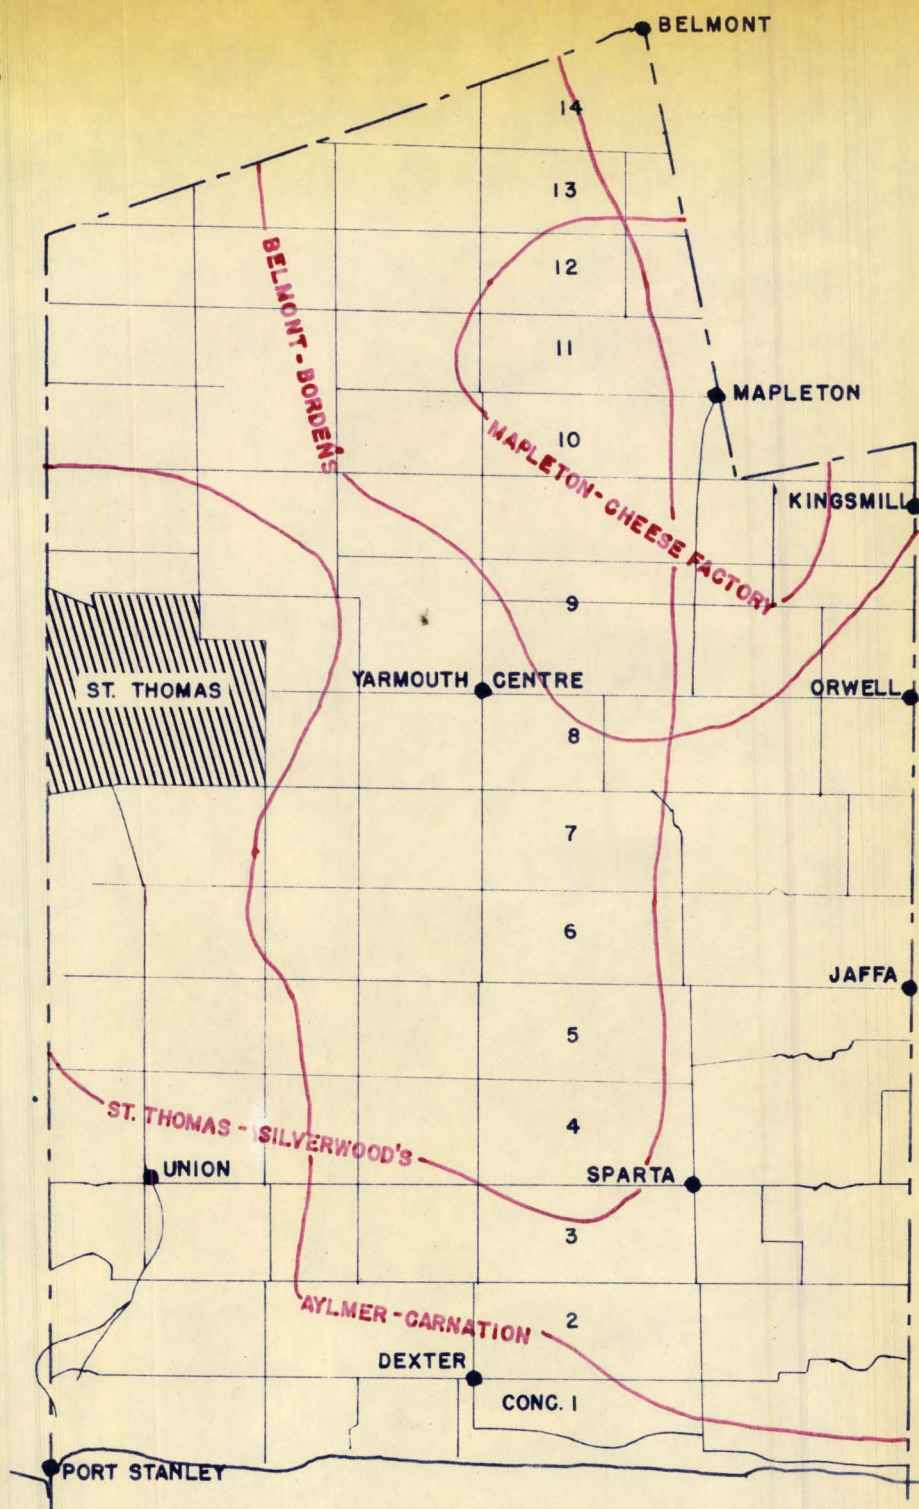 BELMONT
14
13
12
BELMONT-BORDEN'S
11
MAPLETON
10
MAPLETON-CHEESE FACTORY
KINGSMILL
9
YARMOUTH CENTRE
ST. THOMAS
ORWELL
8
7
6
JAFFA
5
ST. THOMAS - SILVERWOOD'S
4
UNION
SPARTA
3
AYLMER-CARNATION
2
DEXTER
CONC. 1
PORT STANLEY